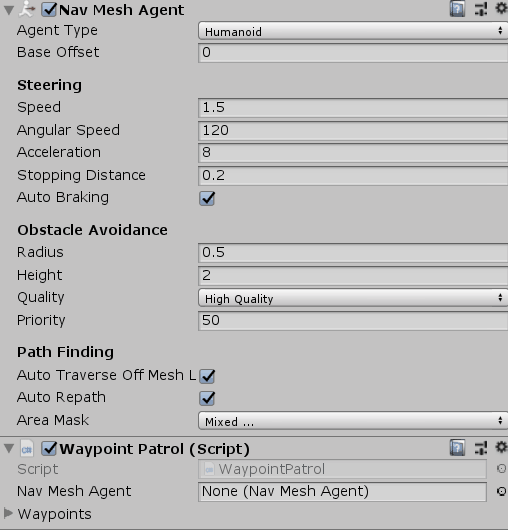 Nav Mesh Agent
Agent Type Humanoid
Base Offset 0
Steering
Speed 1.5
Angular Speed 120
Acceleration 8
Stopping Distance 0.2
Auto Braking
Obstacle Avoidance
Radius 0.5
Height 2
Quality High Quality
Priority 50
Path Finding
Auto Traverse Off Mesh L
Auto Repath
Area Mask Mixed ...
Waypoint Patrol (Script)
Script WaypointPatrol
Nav Mesh Agent None (Nav Mesh Agent)
Waypoints